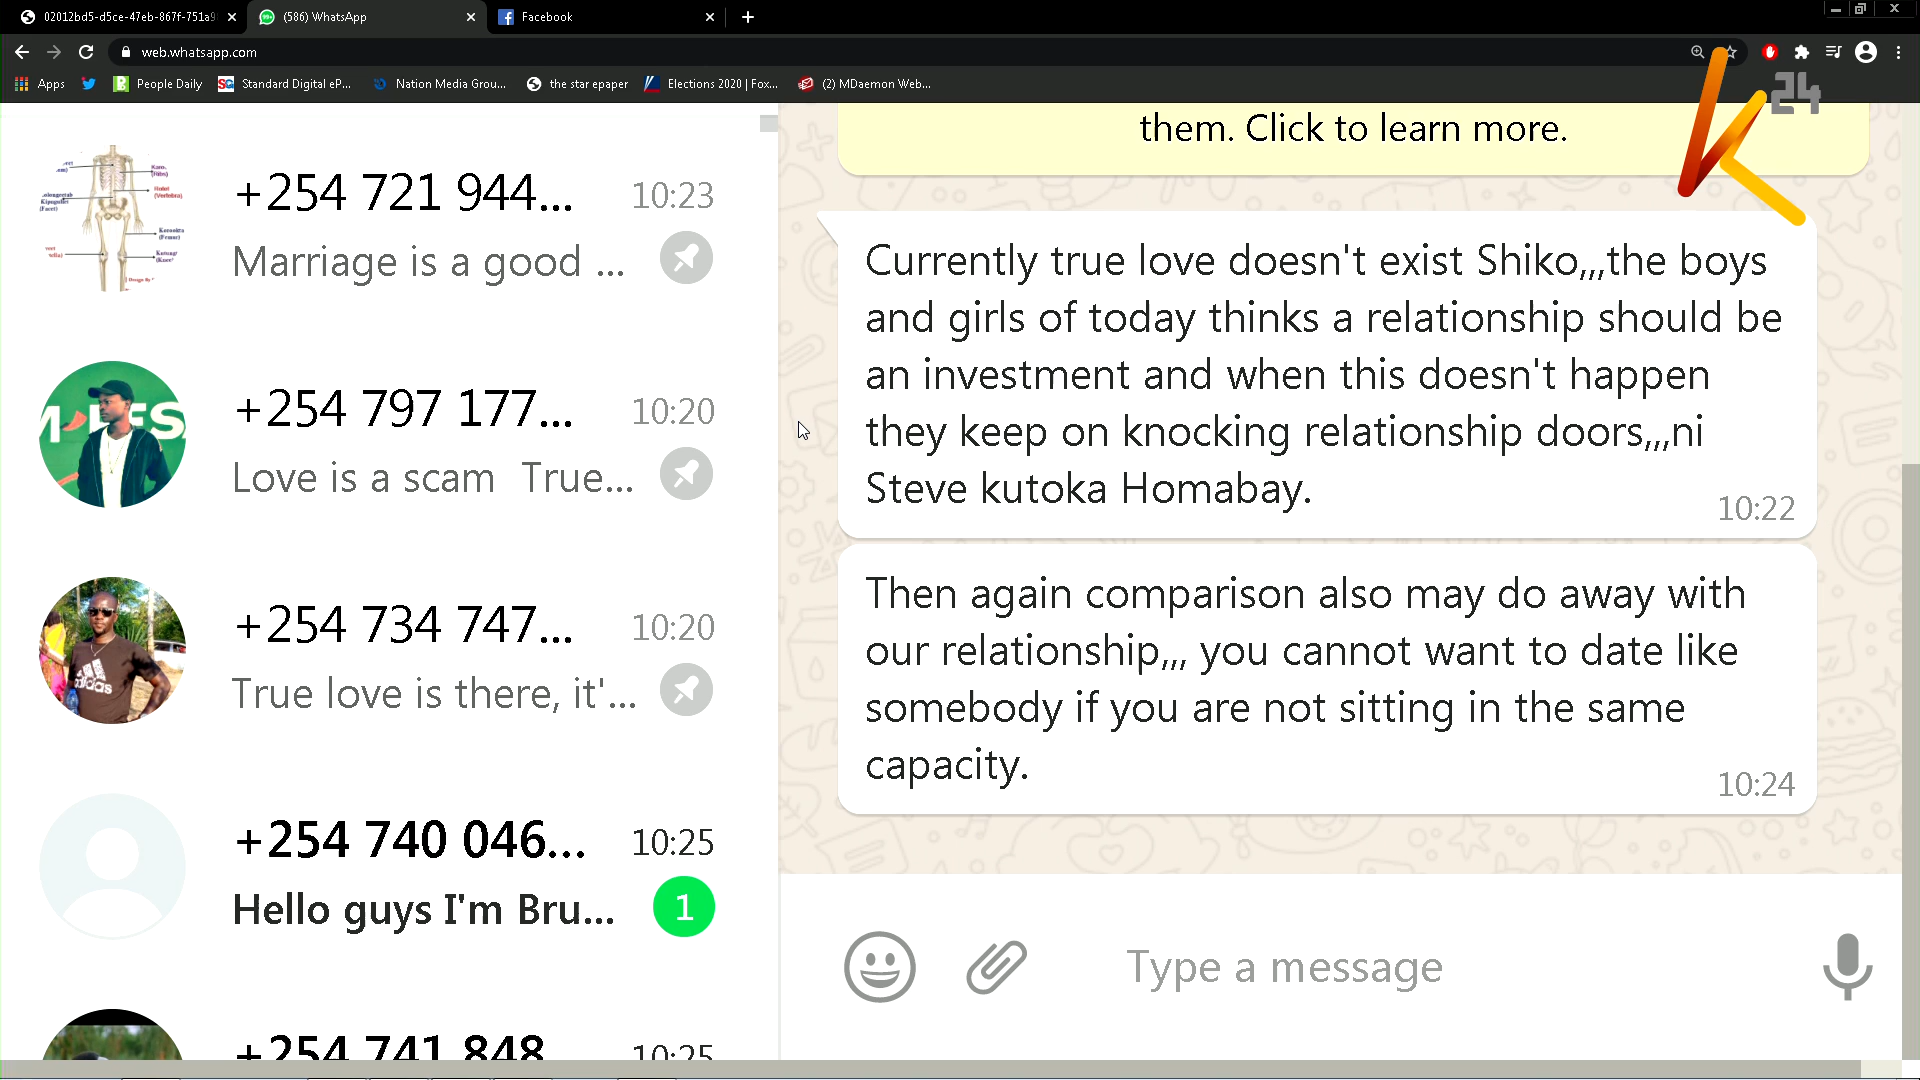 02012bd5-d5ce-47eb-867f-751a9
(586) WhatsApp
Facebook
web.whatsapp.com
Apps
People Daily
Standard Digital eP...
Nation Media Grou...
the star epaper
Elections 2020 | Fox...
(2) MDaemon Web...
K24
them. Click to learn more.
+254 721 944...
10:23
Marriage is a good ...
+254 797 177...
10:20
Love is a scam True...
+254 734 747...
10:20
True love is there, it'...
+254 740 046...
10:25
Hello guys I'm Bru...
1
+254 741 848
10:25
Currently true love doesn't exist Shiko,,,the boys
and girls of today thinks a relationship should be
an investment and when this doesn't happen
they keep on knocking relationship doors,,,ni
Steve kutoka Homabay.
10:22
Then again comparison also may do away with
our relationship,,, you cannot want to date like
somebody if you are not sitting in the same
capacity.
10:24
Type a message